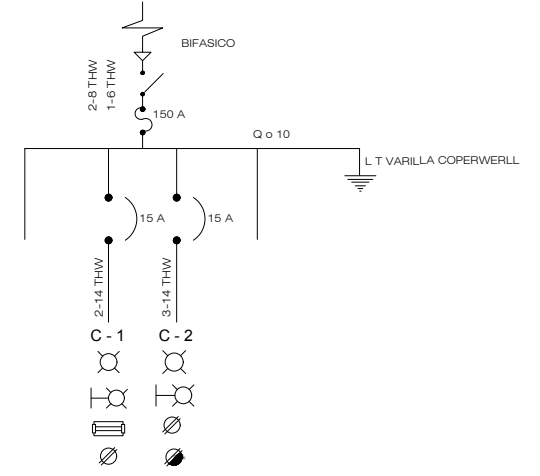 BIFASICO
2-8 THW
1-6 THW
150 A
Q o 10
L T VARILLA COPERWERLL
15 A
15 A
2-14 THW
3-14 THW
C - 1
C - 2